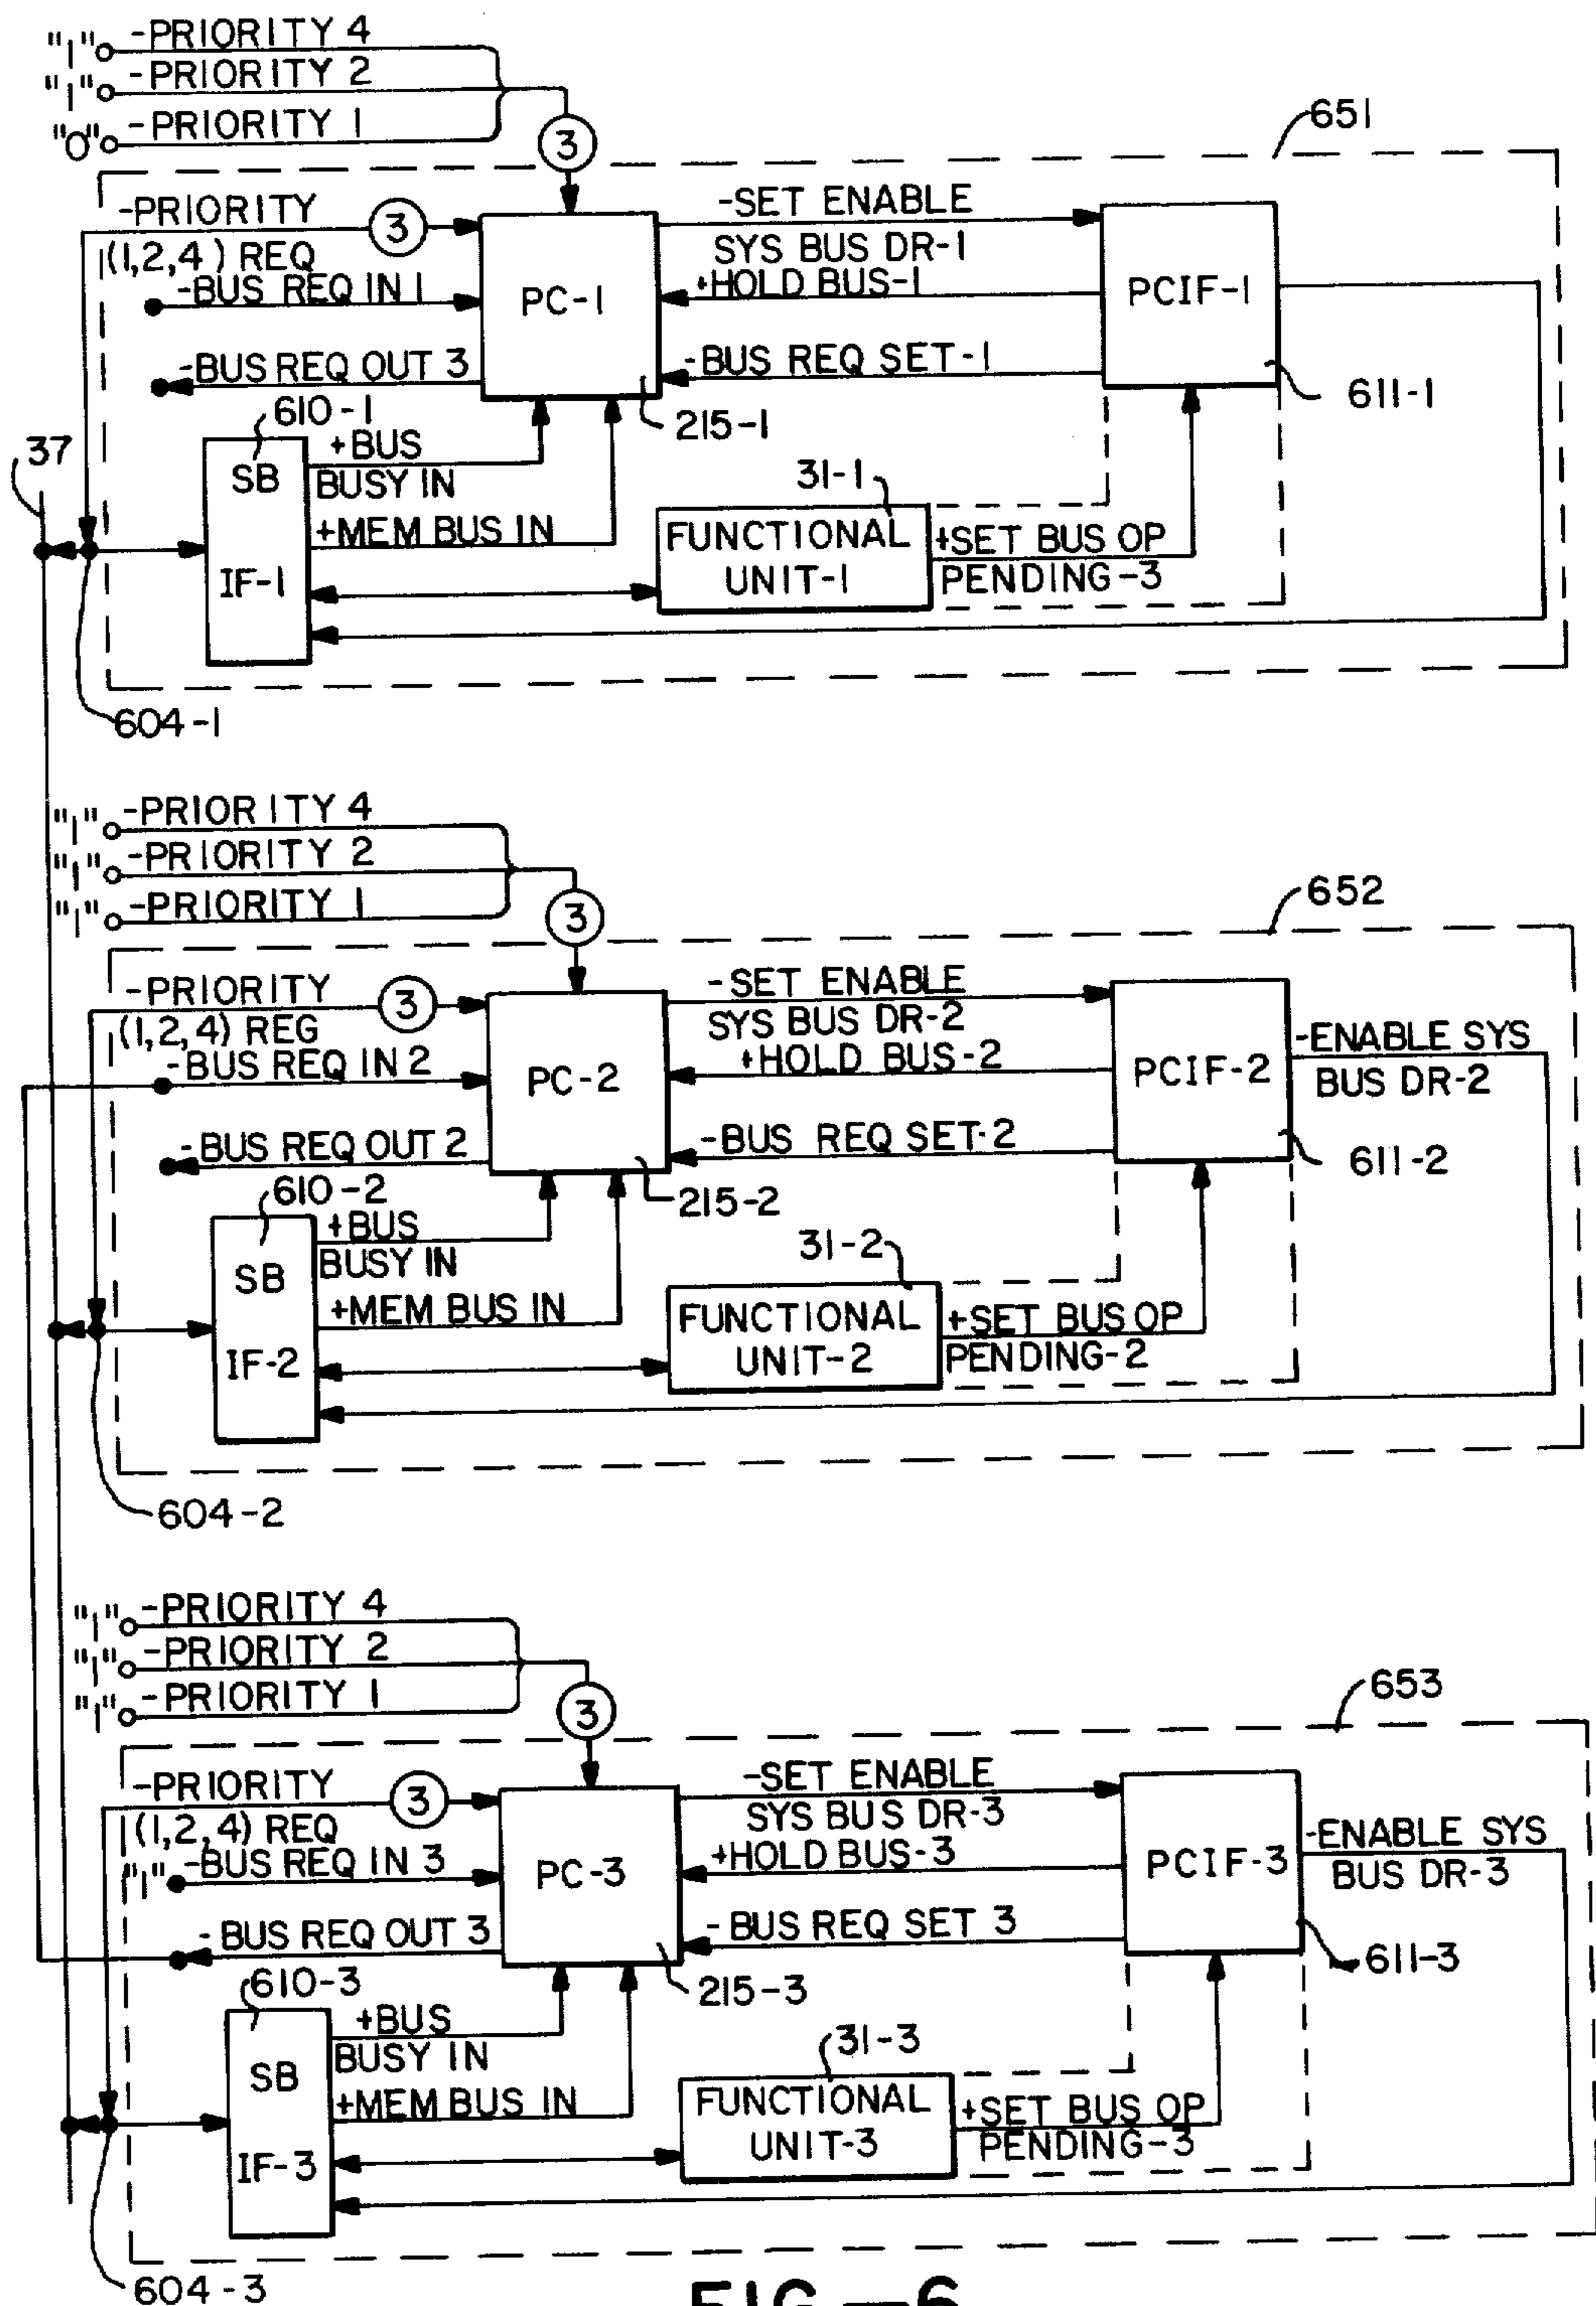 "1" -PRIORITY 4
"1" -PRIORITY 2
"0" -PRIORITY 1
3
651
-PRIORITY
(1,2,4) REQ
3
-BUS REQ IN 1
-BUS REQ OUT 3
PC-1
-SET ENABLE
SYS BUS DR-1
+HOLD BUS-1
-BUS REQ SET-1
PCIF-1
611-1
215-1
610-1
37
SB
IF-1
+BUS
BUSY IN
+MEM BUS IN
31-1
FUNCTIONAL
UNIT-1
+SET BUS OP
PENDING-3
604-1
"1" -PRIORITY 4
"1" -PRIORITY 2
"1" -PRIORITY 1
3
652
-PRIORITY
(1,2,4) REG
3
-BUS REQ IN 2
-BUS REQ OUT 2
PC-2
-SET ENABLE
SYS BUS DR-2
+HOLD BUS-2
-BUS REQ SET-2
PCIF-2
-ENABLE SYS
BUS DR-2
611-2
215-2
610-2
SB
IF-2
+BUS
BUSY IN
+MEM BUS IN
31-2
FUNCTIONAL
UNIT-2
+SET BUS OP
PENDING-2
604-2
"1" -PRIORITY 4
"1" -PRIORITY 2
"1" -PRIORITY 1
3
653
-PRIORITY
(1,2,4) REQ
3
"1" -BUS REQ IN 3
-BUS REQ OUT 3
PC-3
-SET ENABLE
SYS BUS DR-3
+HOLD BUS-3
-BUS REQ SET 3
PCIF-3
-ENABLE SYS
BUS DR-3
611-3
215-3
610-3
SB
IF-3
+BUS
BUSY IN
+MEM BUS IN
31-3
FUNCTIONAL
UNIT-3
+SET BUS OP
PENDING-3
604-3
FIG.—6